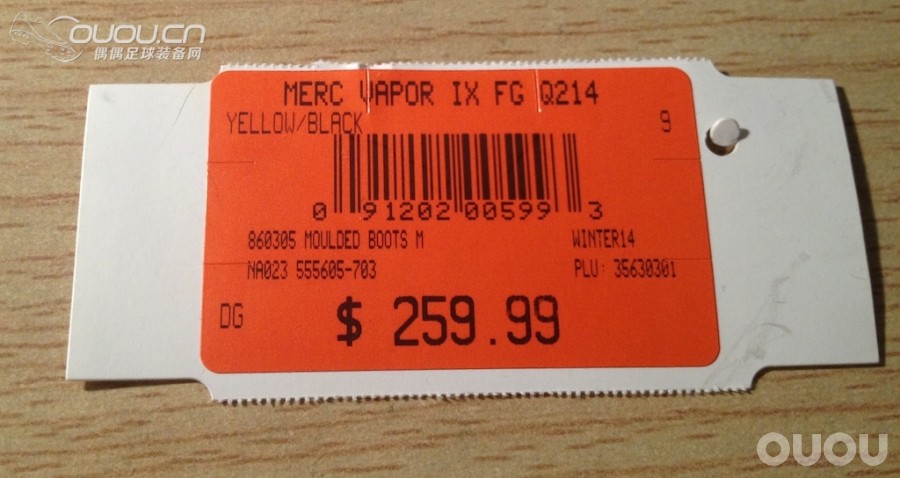 OUOU.CN
偶偶足球装备网
MERC VAPOR IX FG Q214
YELLOW/BLACK 9
0 91202 00599 3
860305 MOULDED BOOTS M WINTER14
NA023 555605-703 PLU: 35630301
DG $ 259.99
OUOU